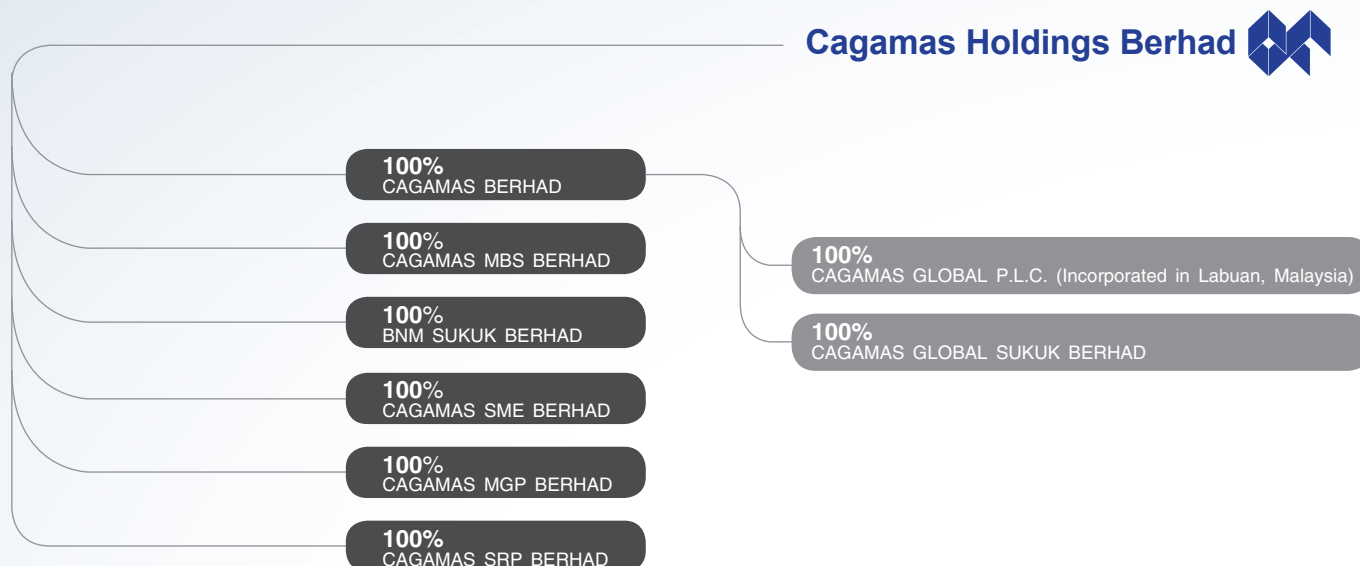 Cagamas Holdings Berhad
100%
CAGAMAS BERHAD
100%
CAGAMAS MBS BERHAD
100%
BNM SUKUK BERHAD
100%
CAGAMAS SME BERHAD
100%
CAGAMAS MGP BERHAD
100%
CAGAMAS SRP BERHAD
100%
CAGAMAS GLOBAL P.L.C. (Incorporated in Labuan, Malaysia)
100%
CAGAMAS GLOBAL SUKUK BERHAD